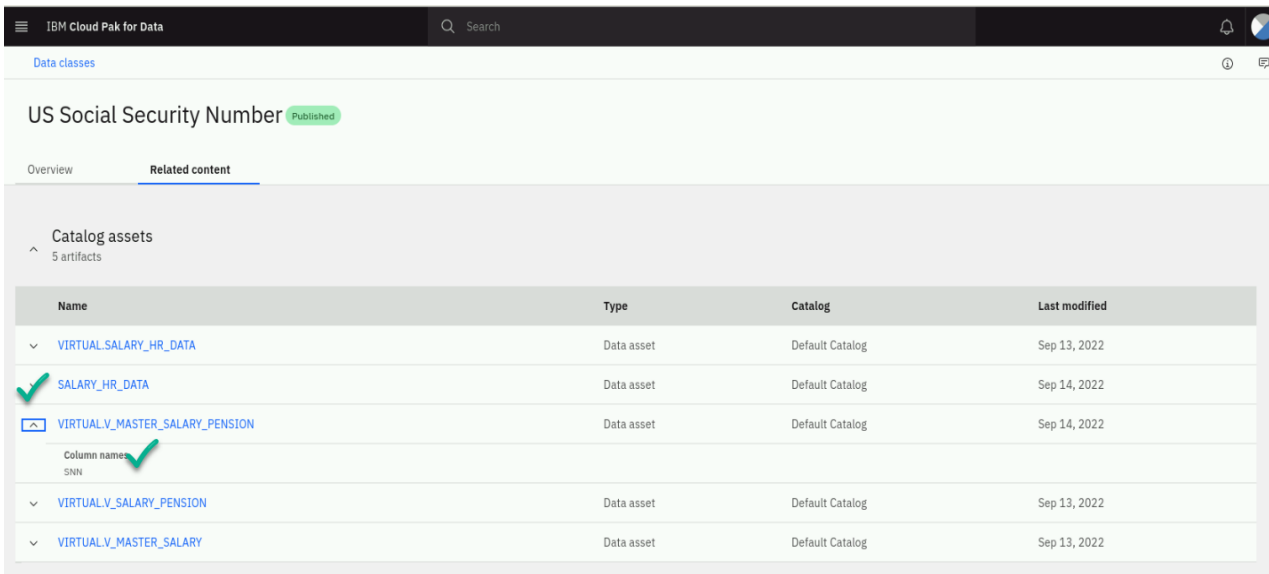 IBM Cloud Pak for Data Search
Data classes
US Social Security Number Published
Overview Related content
Catalog assets
5 artifacts
Name Type Catalog Last modified
VIRTUAL.SALARY_HR_DATA Data asset Default Catalog Sep 13, 2022
SALARY_HR_DATA Data asset Default Catalog Sep 14, 2022
VIRTUAL.V_MASTER_SALARY_PENSION Data asset Default Catalog Sep 14, 2022
Column names
SNN
VIRTUAL.V_SALARY_PENSION Data asset Default Catalog Sep 13, 2022
VIRTUAL.V_MASTER_SALARY Data asset Default Catalog Sep 13, 2022